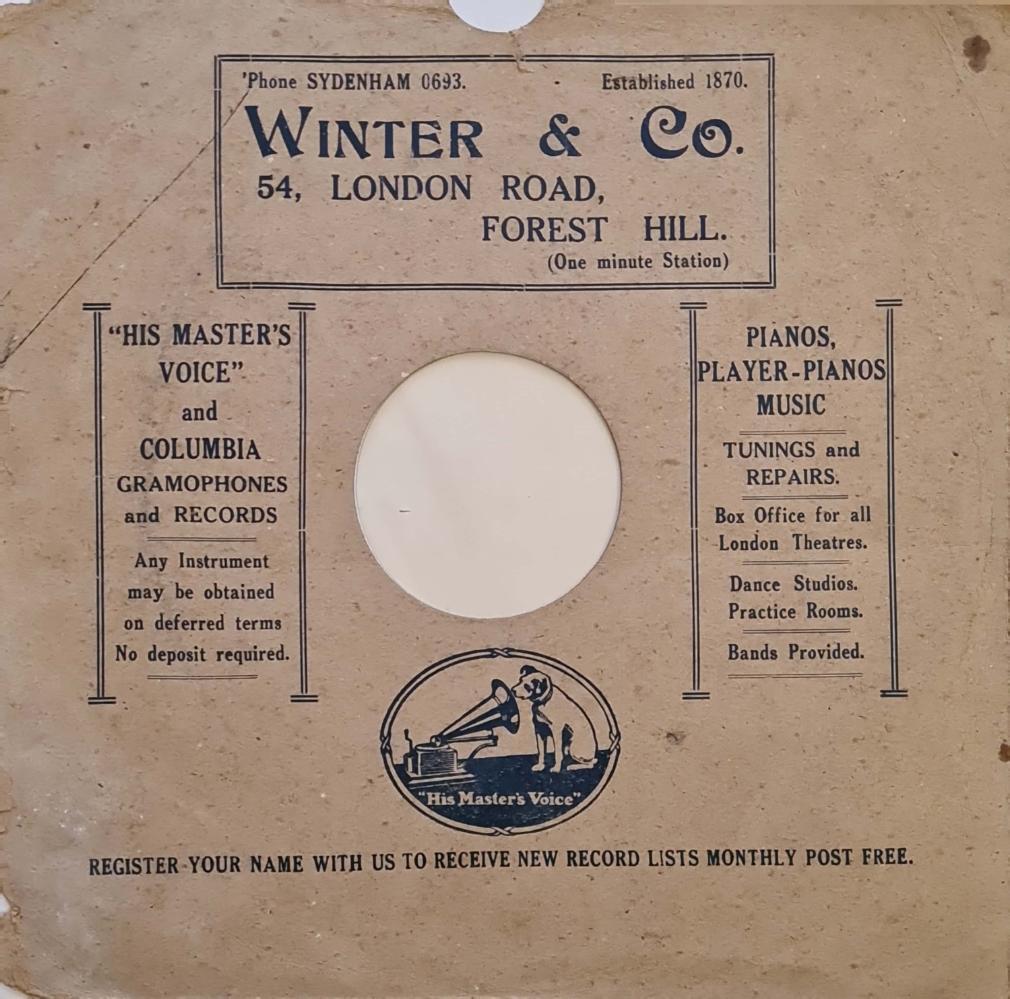 'Phone SYDENHAM 0693. Established 1870.
WINTER & CO.
54, LONDON ROAD,
FOREST HILL.
(One minute Station)
"HIS MASTER'S
VOICE"
and
COLUMBIA
GRAMOPHONES
and RECORDS
Any Instrument
may be obtained
on deferred terms
No deposit required.
PIANOS,
PLAYER-PIANOS
MUSIC
TUNINGS and
REPAIRS.
Box Office for all
London Theatres.
Dance Studios.
Practice Rooms.
Bands Provided.
"His Master's Voice"
REGISTER YOUR NAME WITH US TO RECEIVE NEW RECORD LISTS MONTHLY POST FREE.